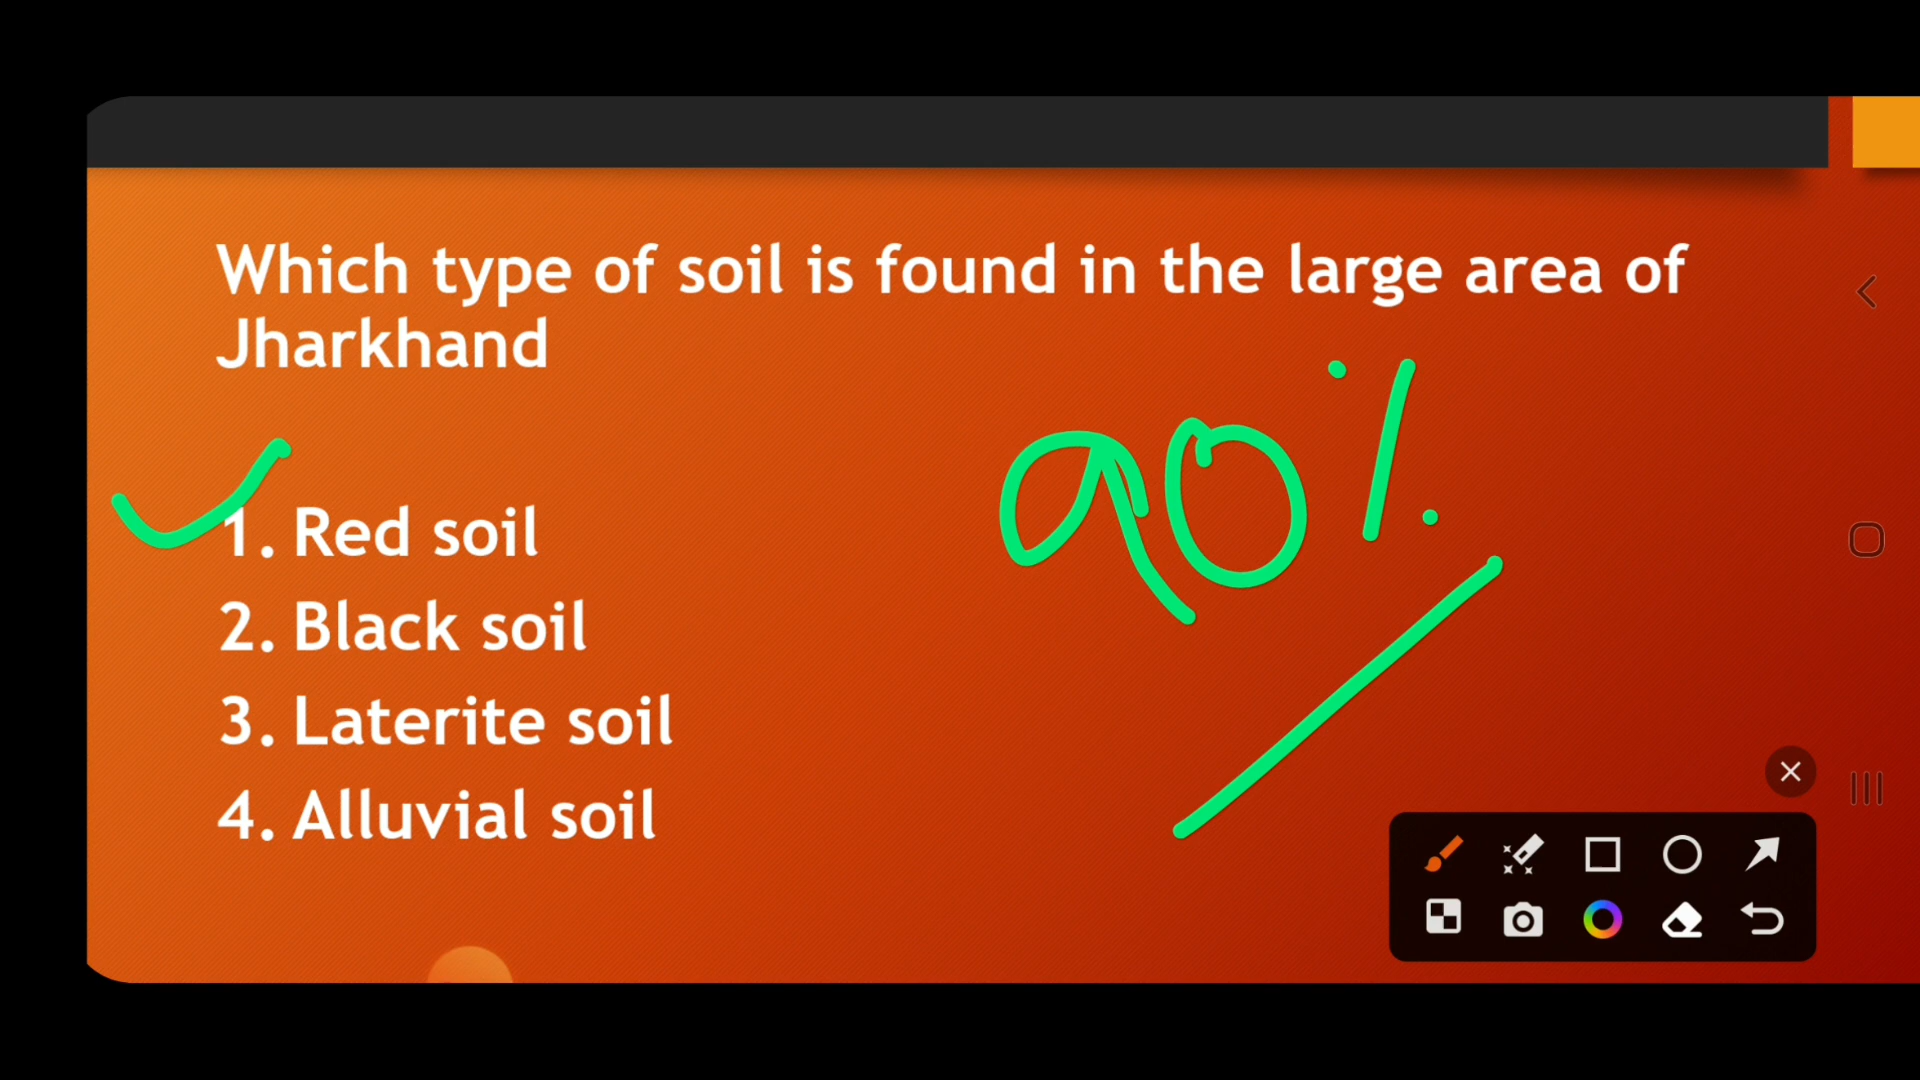 Which type of soil is found in the large area of
Jharkhand
90%
1. Red soil
2. Black soil
3. Laterite soil
4. Alluvial soil